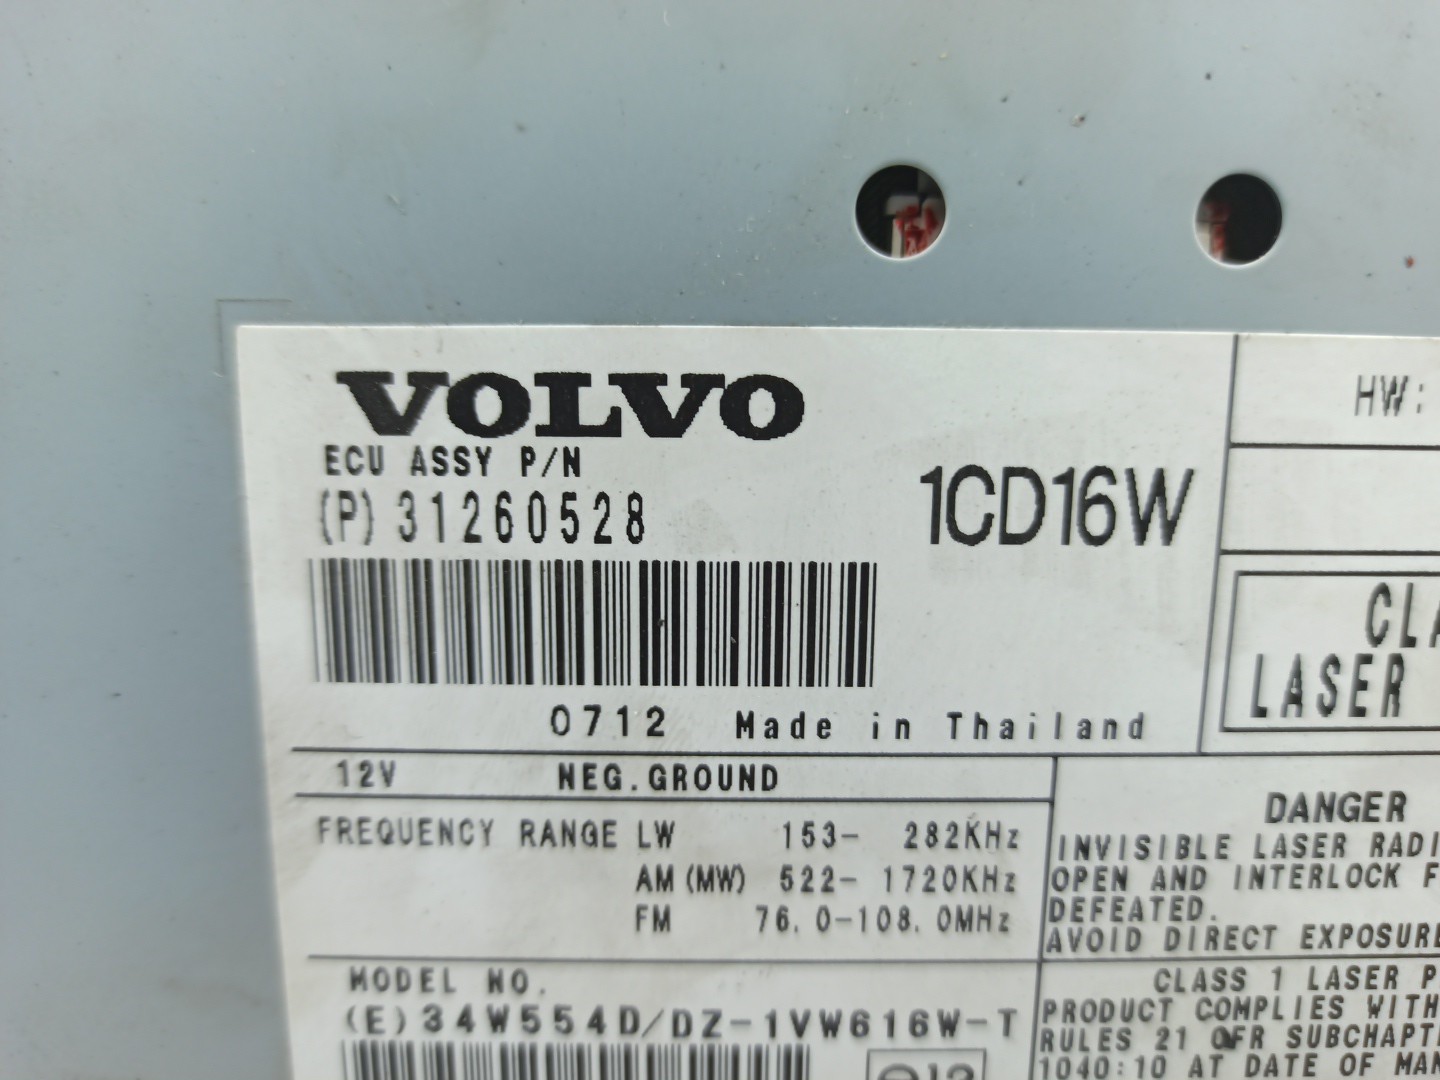 VOLVO
ECU ASSY P/N
(P) 31260528
1CD16W
0712 Made in Thailand
HW:
LASER
12V NEG.GROUND
FREQUENCY RANGE LW 153- 282KHz
AM (MW) 522- 1720KHz
FM 76.0-108.0MHz
MODEL NO.
(E)34W554D/DZ-1VW616W-T
DANGER
INVISIBLE LASER
OPEN AND INTERLOCK
DEFEATED.
AVOID DIRECT EXPOSURE
CLASS 1 LASER
PRODUCT COMPLIES WITH
RULES 21 CFR
1040:10 AT DATE OF